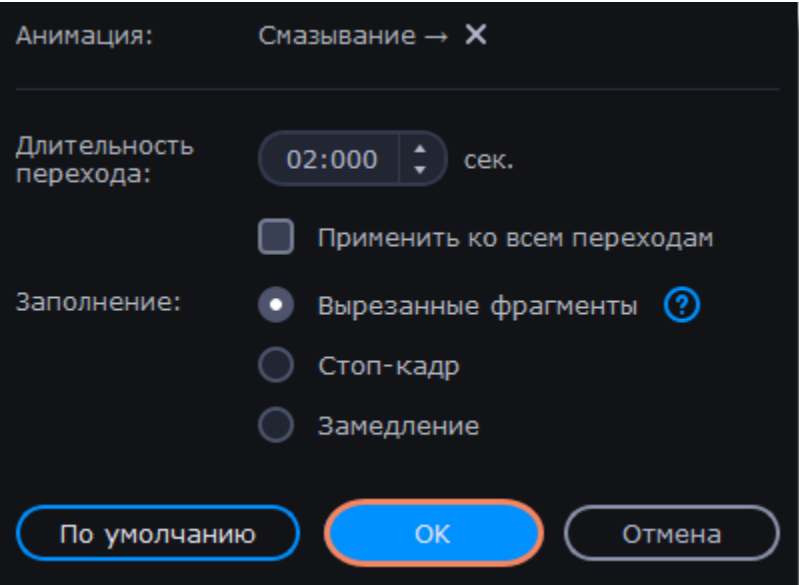 Анимация: Смазывание → ✕
Длительность
перехода:
02:000 сек.
Применить ко всем переходам
Заполнение: Вырезанные фрагменты ?
Стоп-кадр
Замедление
По умолчанию OK Отмена